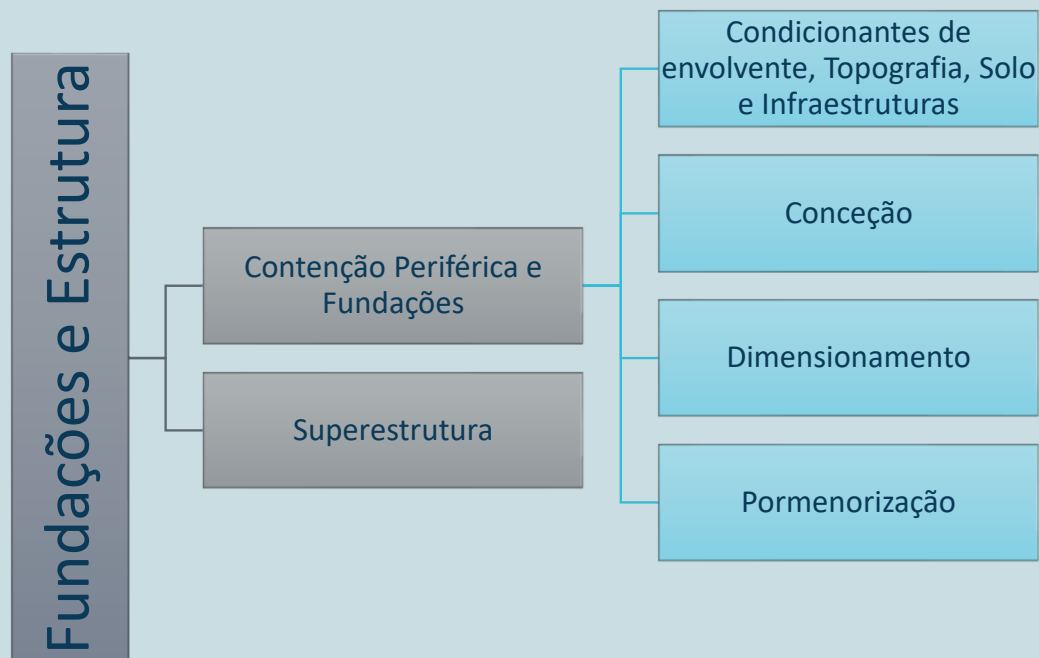 Fundações e Estrutura
Contenção Periférica e
Fundações
Superestrutura
Condicionantes de
envolvente, Topografia, Solo
e Infraestruturas
Conceção
Dimensionamento
Pormenorização